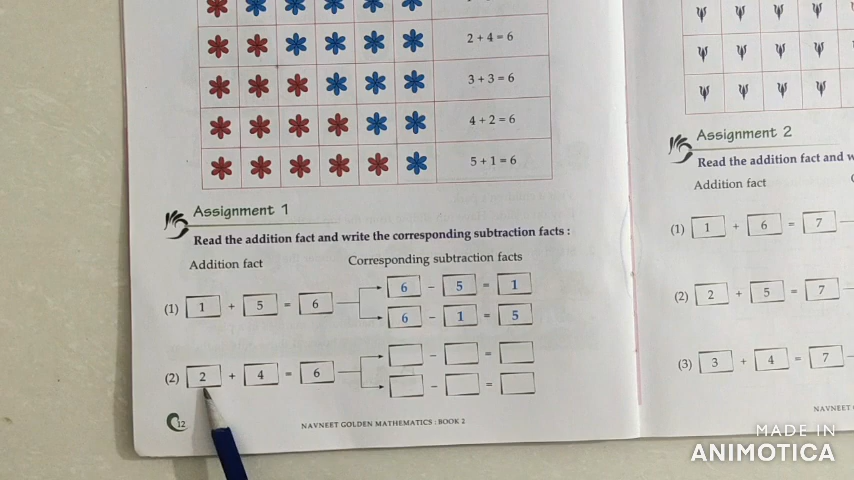 2 + 4 = 6
3 + 3 = 6
4 + 2 = 6
5 + 1 = 6
Assignment 1
Read the addition fact and write the corresponding subtraction facts :
Addition fact Corresponding subtraction facts
6 − 5 = 1
(1) 1 + 5 = 6
6 − 1 = 5
− =
(2) 2 + 4 = 6
− =
12 NAVNEET GOLDEN MATHEMATICS : BOOK 2
Assignment 2
Read the addition fact and w
Addition fact
(1) 1 + 6 = 7
(2) 2 + 5 = 7
(3) 3 + 4 = 7
NAVNEET
MADE IN
ANIMOTICA